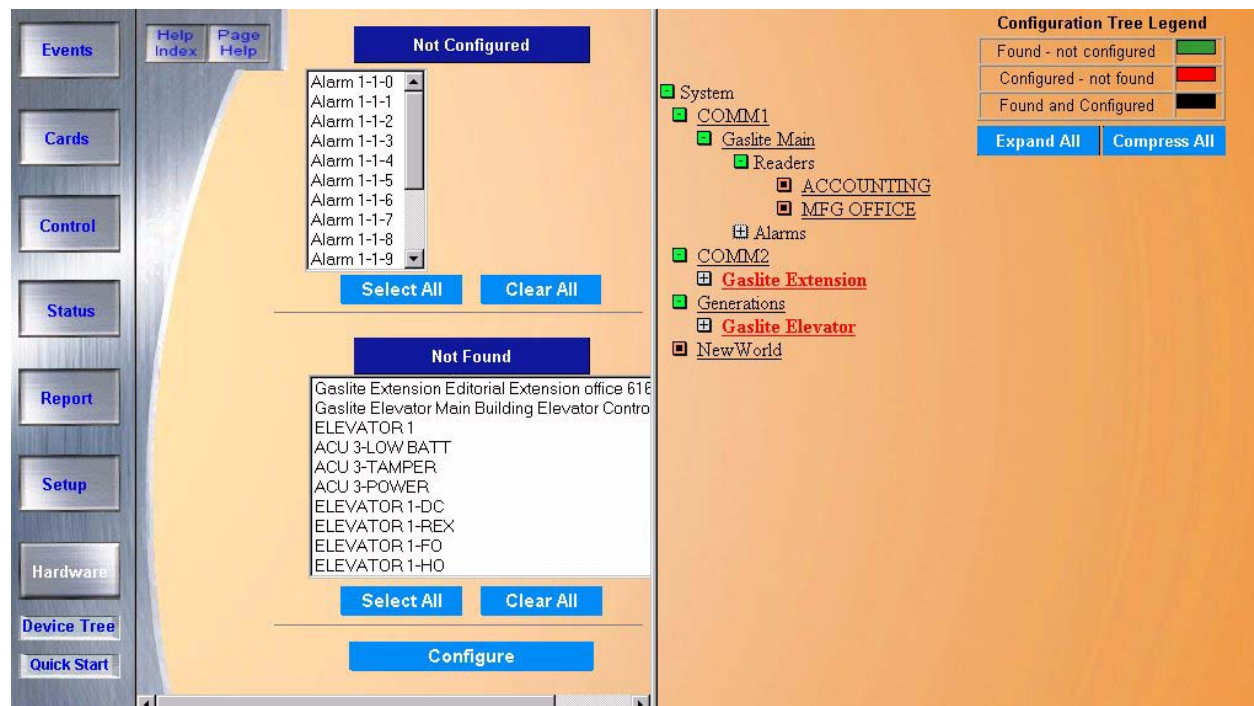 Events
Cards
Control
Status
Report
Setup
Hardware
Device Tree
Quick Start
Help Index
Page Help
Not Configured
Alarm 1-1-0
Alarm 1-1-1
Alarm 1-1-2
Alarm 1-1-3
Alarm 1-1-4
Alarm 1-1-5
Alarm 1-1-6
Alarm 1-1-7
Alarm 1-1-8
Alarm 1-1-9
Select All Clear All
Not Found
Gaslite Extension Editorial Extension office 616
Gaslite Elevator Main Building Elevator Contro
ELEVATOR 1
ACU 3-LOW BATT
ACU 3-TAMPER
ACU 3-POWER
ELEVATOR 1-DC
ELEVATOR 1-REX
ELEVATOR 1-FO
ELEVATOR 1-HO
Select All Clear All
Configure
System
COMM1
Gaslite Main
Readers
ACCOUNTING
MFG OFFICE
Alarms
COMM2
Gaslite Extension
Generations
Gaslite Elevator
NewWorld
Configuration Tree Legend
Found - not configured
Configured - not found
Found and Configured
Expand All Compress All